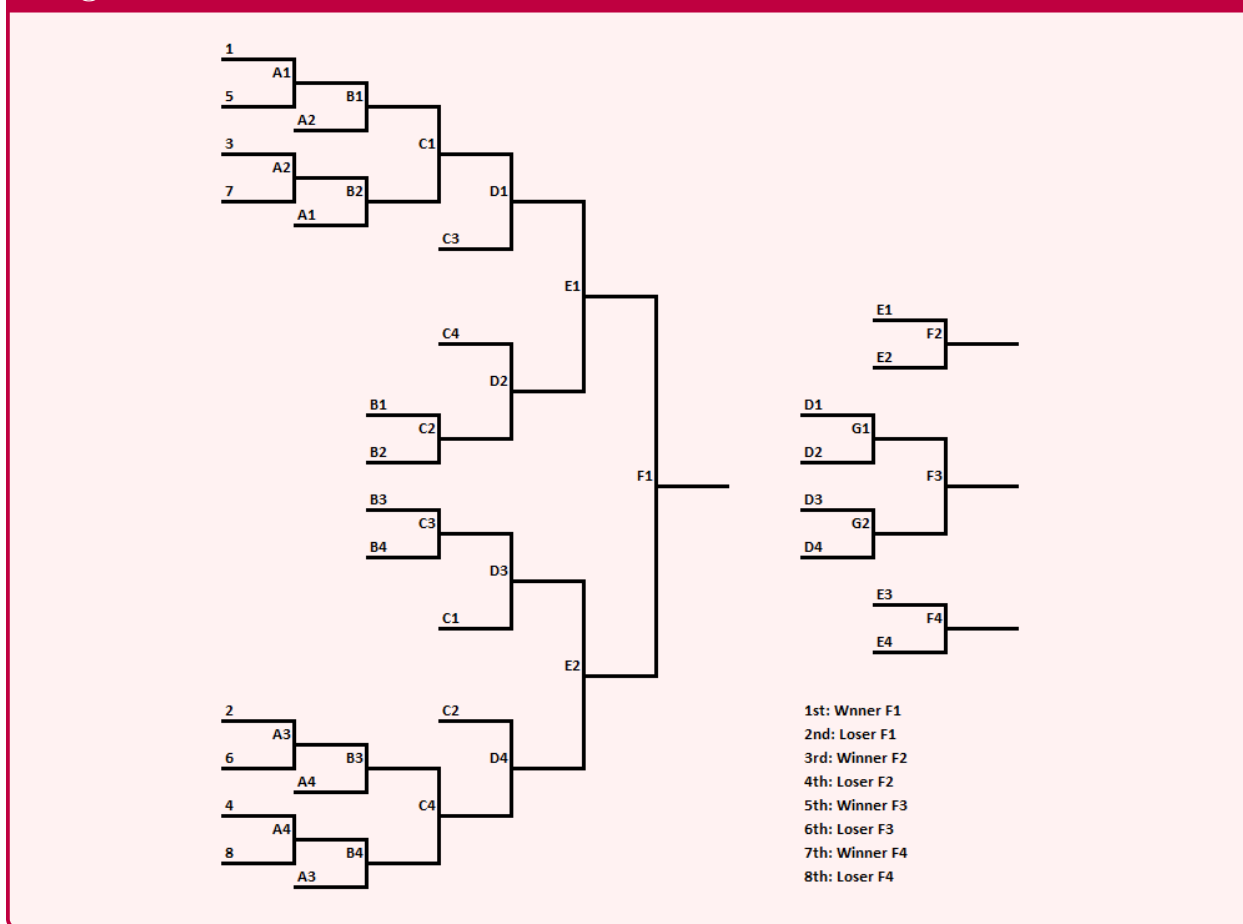 1
A1
5
B1
A2
3
C1
A2
7
B2
D1
A1
C3
E1
C4
D2
B1
C2
B2
F1
B3
C3
B4
D3
C1
E2
2
C2
A3
6
B3
D4
A4
4
C4
A4
8
B4
A3
E1
F2
E2
D1
G1
D2
F3
D3
G2
D4
E3
F4
E4
1st: Wnner F1
2nd: Loser F1
3rd: Winner F2
4th: Loser F2
5th: Winner F3
6th: Loser F3
7th: Winner F4
8th: Loser F4